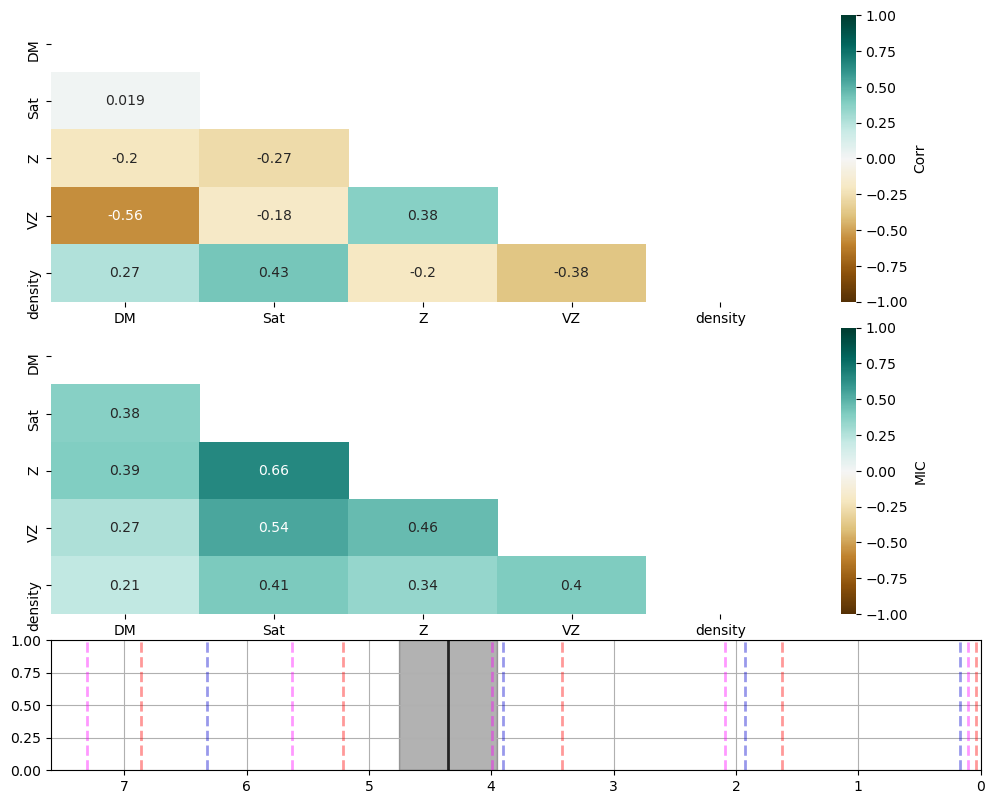 DM
Sat
Z
VZ
density
0.019
-0.2 -0.27
-0.56 -0.18 0.38
0.27 0.43 -0.2 -0.38
DM Sat Z VZ density
1.00
0.75
0.50
0.25
0.00
−0.25
−0.50
−0.75
−1.00
Corr
DM
Sat
Z
VZ
density
0.38
0.39 0.66
0.27 0.54 0.46
0.21 0.41 0.34 0.4
DM Sat Z VZ density
1.00
0.75
0.50
0.25
0.00
−0.25
−0.50
−0.75
−1.00
MIC
1.00
0.75
0.50
0.25
0.00
7 6 5 4 3 2 1 0